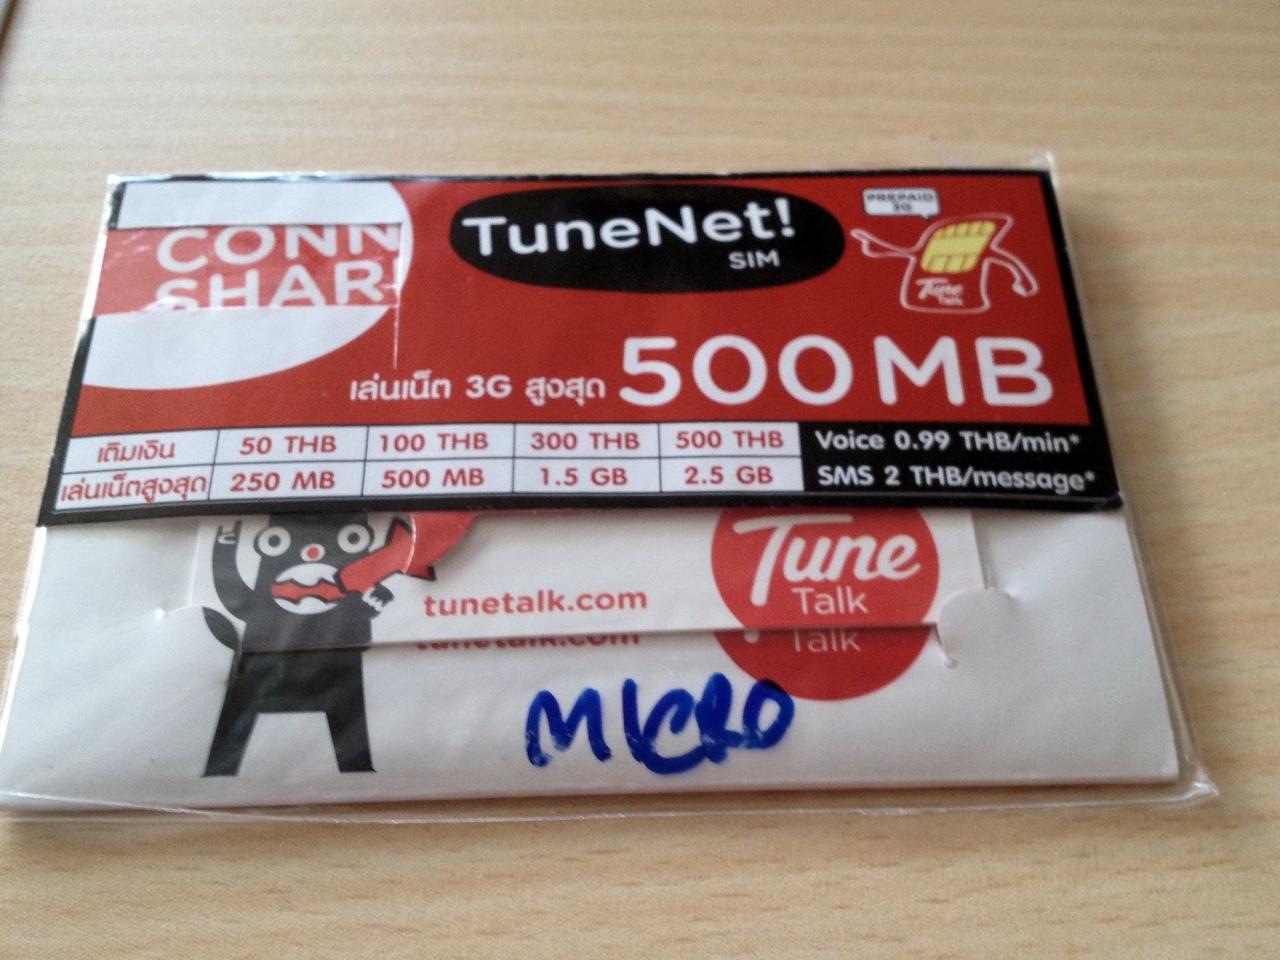 CONN
SHAR
TuneNet!
SIM
PREPAID
3G
Tune
Talk
เล่นเน็ต 3G สูงสุด 500 MB
เติมเงิน 50 THB 100 THB 300 THB 500 THB
เล่นเน็ตสูงสุด 250 MB 500 MB 1.5 GB 2.5 GB
Voice 0.99 THB/min*
SMS 2 THB/message*
Tune
Talk
tunetalk.com
tunetalk.com
Talk
MICRO